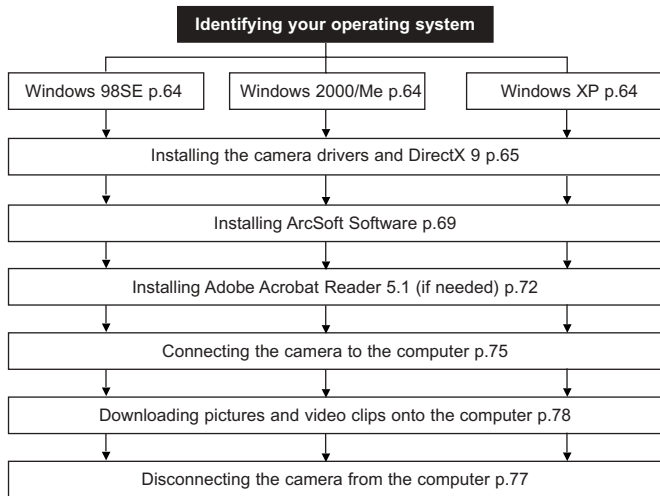 Identifying your operating system
Windows 98SE p.64
Windows 2000/Me p.64
Windows XP p.64
Installing the camera drivers and DirectX 9 p.65
Installing ArcSoft Software p.69
Installing Adobe Acrobat Reader 5.1 (if needed) p.72
Connecting the camera to the computer p.75
Downloading pictures and video clips onto the computer p.78
Disconnecting the camera from the computer p.77